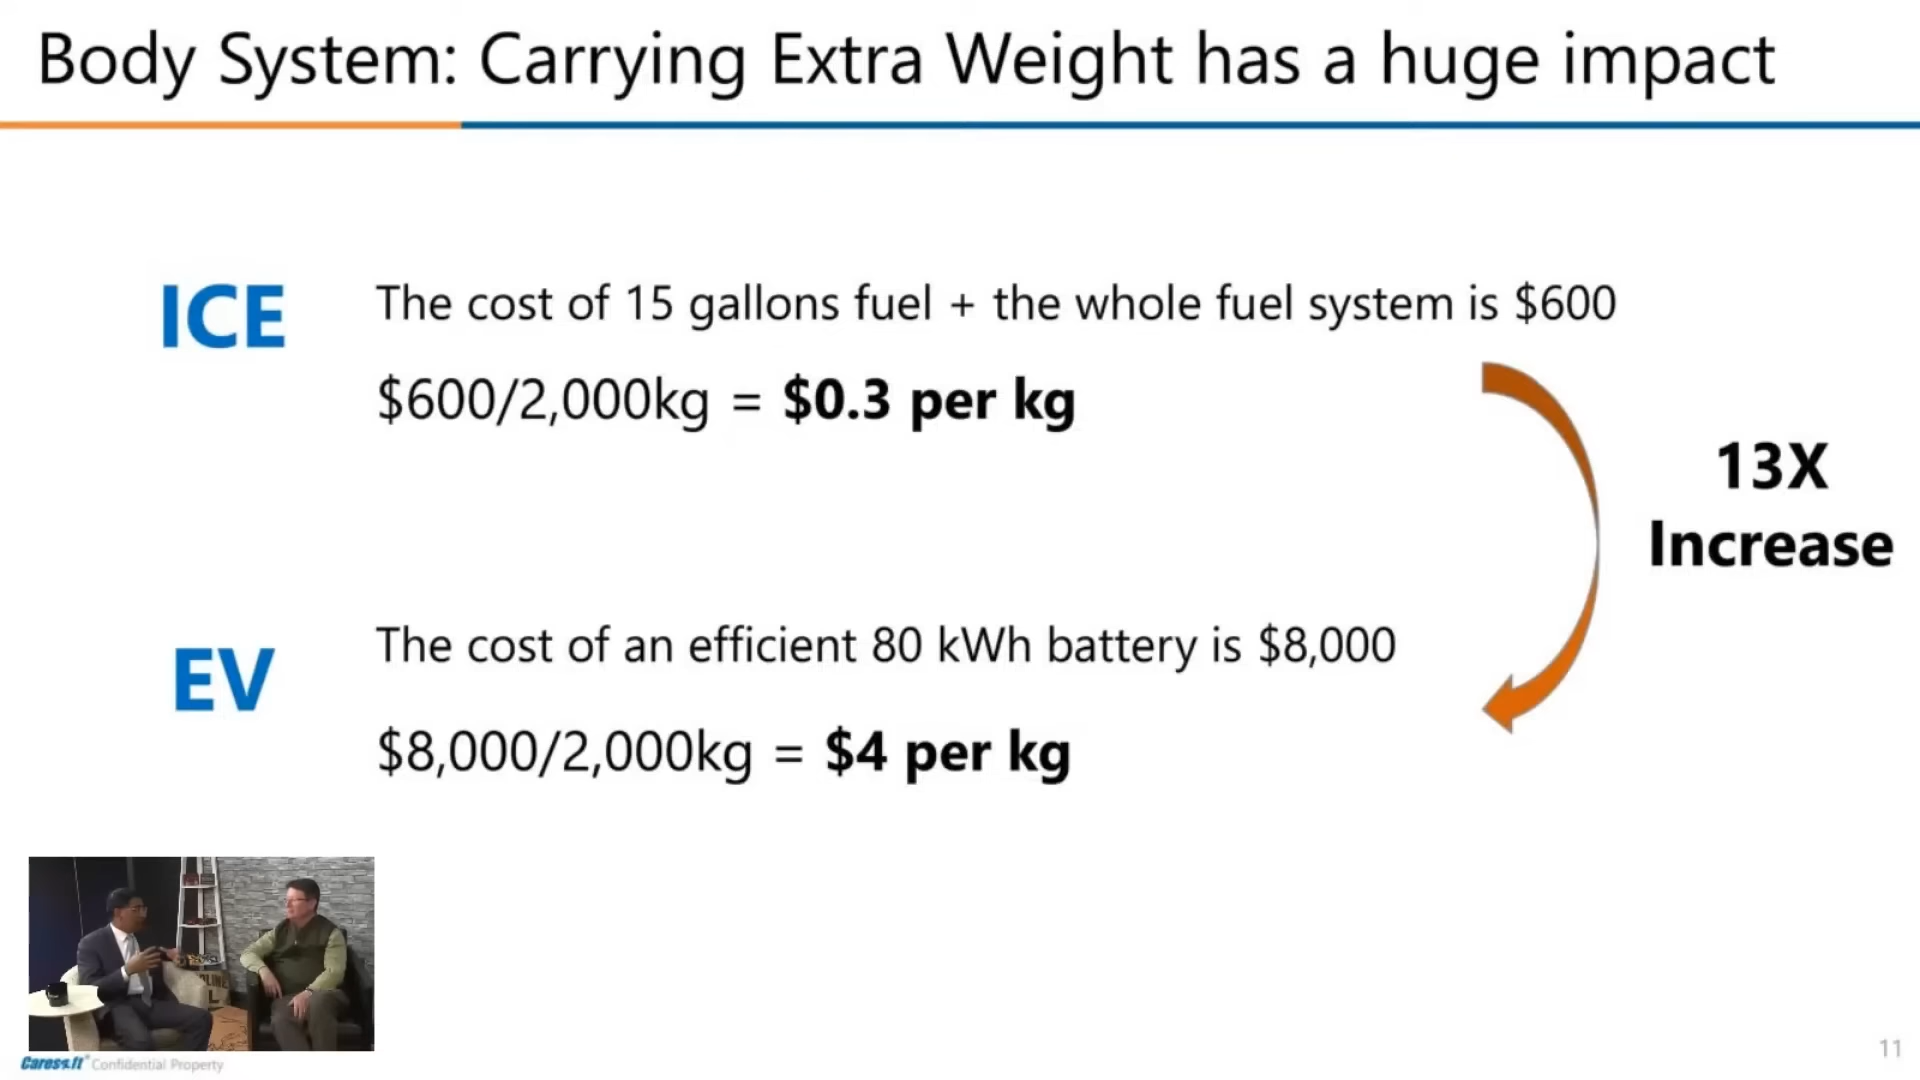 Body System: Carrying Extra Weight has a huge impact
ICE
The cost of 15 gallons fuel + the whole fuel system is $600
$600/2,000kg = $0.3 per kg
13X
Increase
EV
The cost of an efficient 80 kWh battery is $8,000
$8,000/2,000kg = $4 per kg
Confidential Property
11